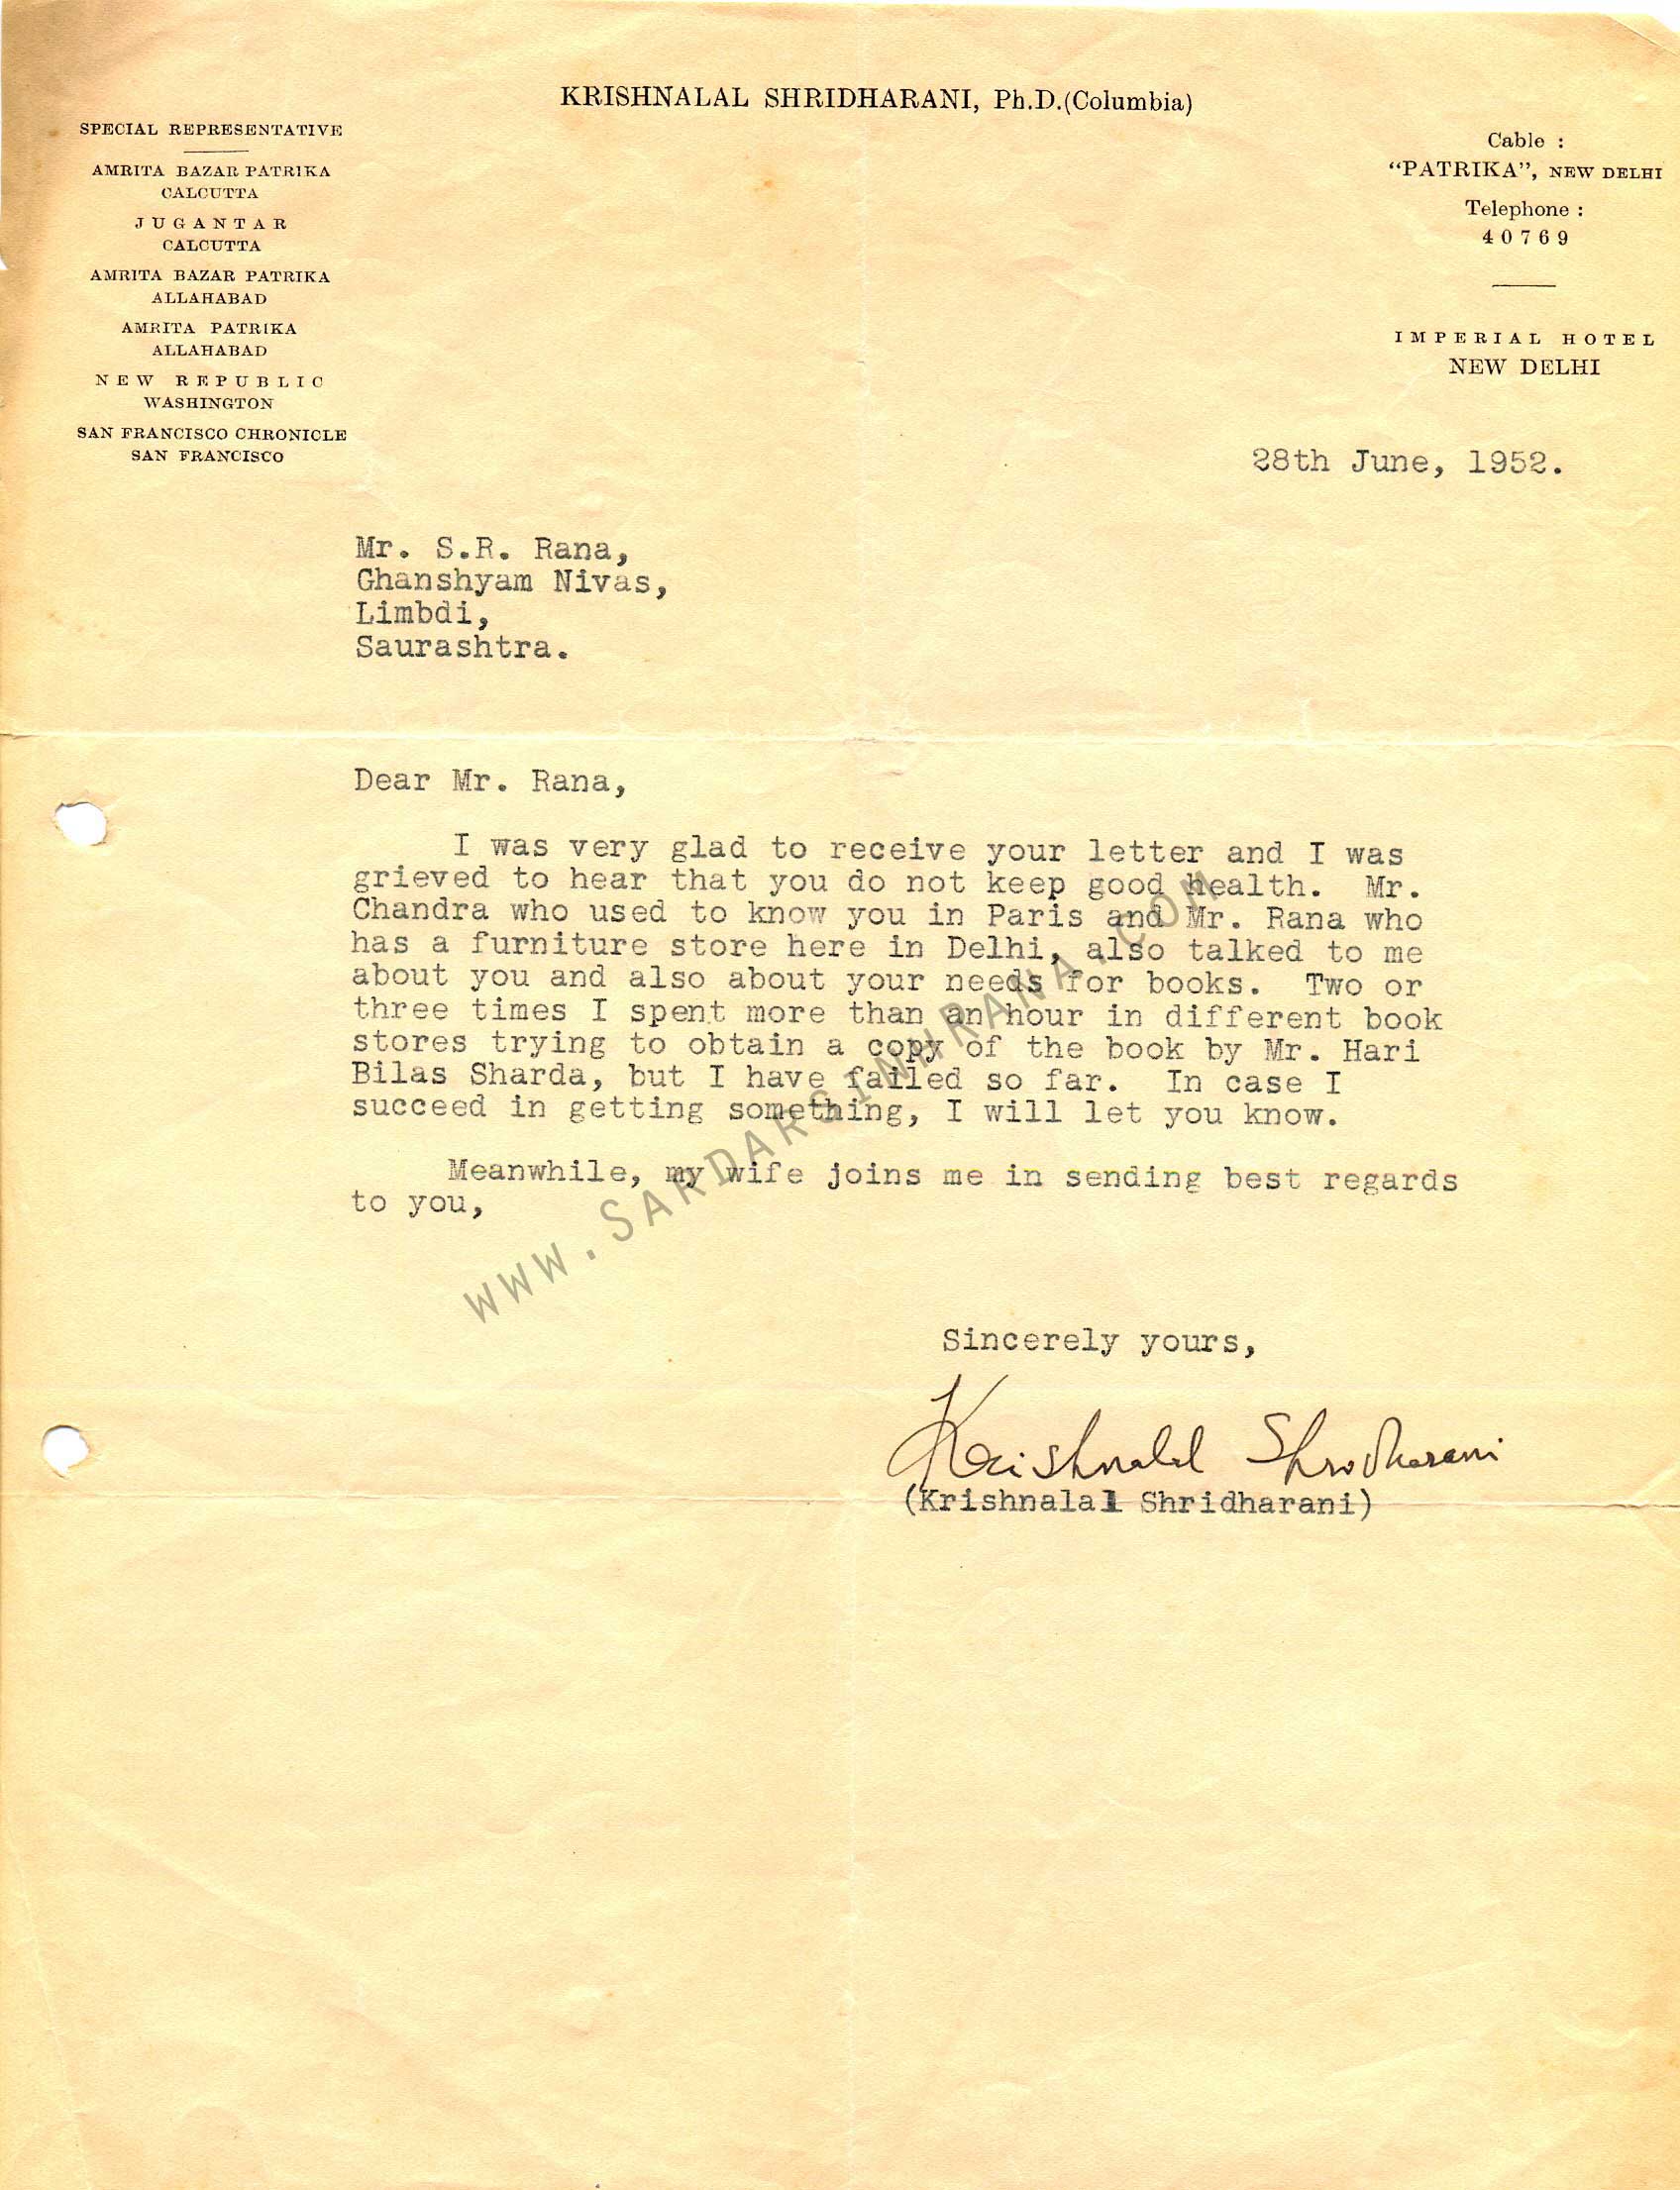 KRISHNALAL SHRIDHARANI, Ph.D.(Columbia)
SPECIAL REPRESENTATIVE
AMRITA BAZAR PATRIKA
CALCUTTA
JUGANTAR
CALCUTTA
AMRITA BAZAR PATRIKA
ALLAHABAD
AMRITA PATRIKA
ALLAHABAD
NEW REPUBLIC
WASHINGTON
SAN FRANCISCO CHRONICLE
SAN FRANCISCO
Cable :
"PATRIKA", NEW DELHI
Telephone :
40769
IMPERIAL HOTEL
NEW DELHI
28th June, 1952.
Mr. S.R. Rana,
Ghanshyam Nivas,
Limbdi,
Saurashtra.
Dear Mr. Rana,
I was very glad to receive your letter and I was
grieved to hear that you do not keep good health. Mr.
Chandra who used to know you in Paris and Mr. Rana who
has a furniture store here in Delhi, also talked to me
about you and also about your needs for books. Two or
three times I spent more than an hour in different book
stores trying to obtain a copy of the book by Mr. Hari
Bilas Sharda, but I have failed so far. In case I
succeed in getting something, I will let you know.
Meanwhile, my wife joins me in sending best regards
to you,
Sincerely yours,
Krishnalal Shridharani
(Krishnalal Shridharani)
WWW.SARDARSINHRANA.COM